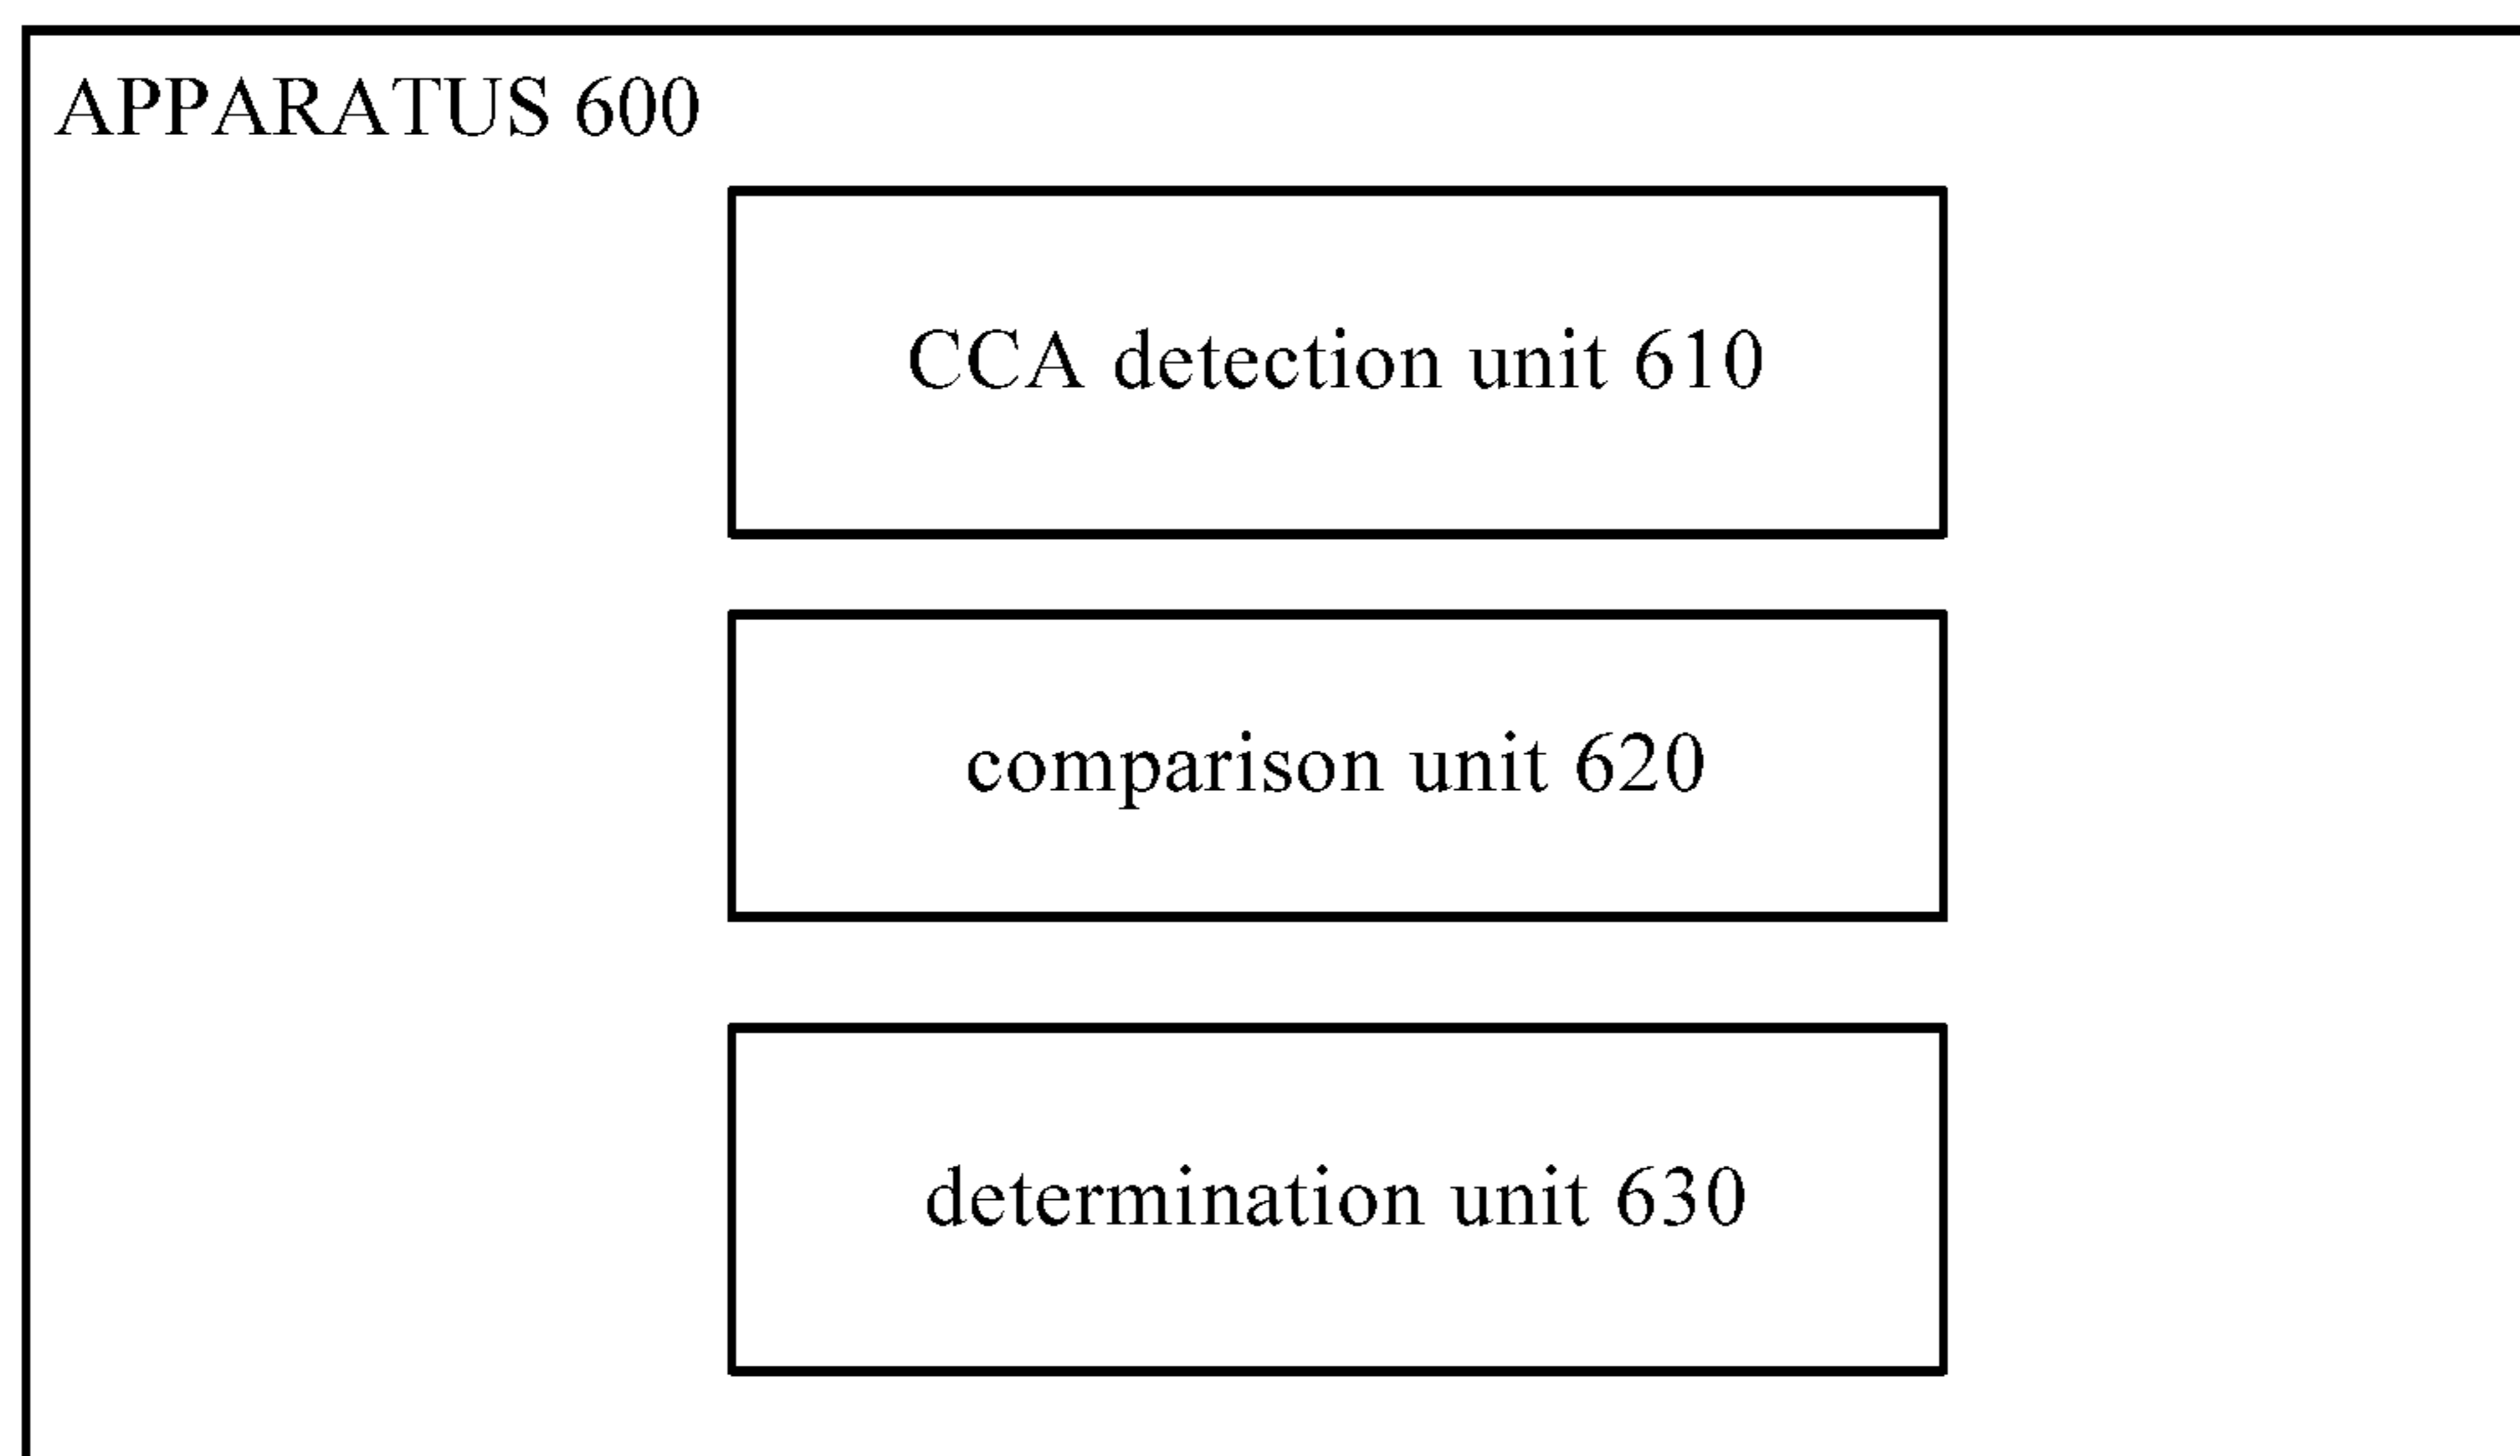 APPARATUS 600
CCA detection unit 610
comparison unit 620
determination unit 630